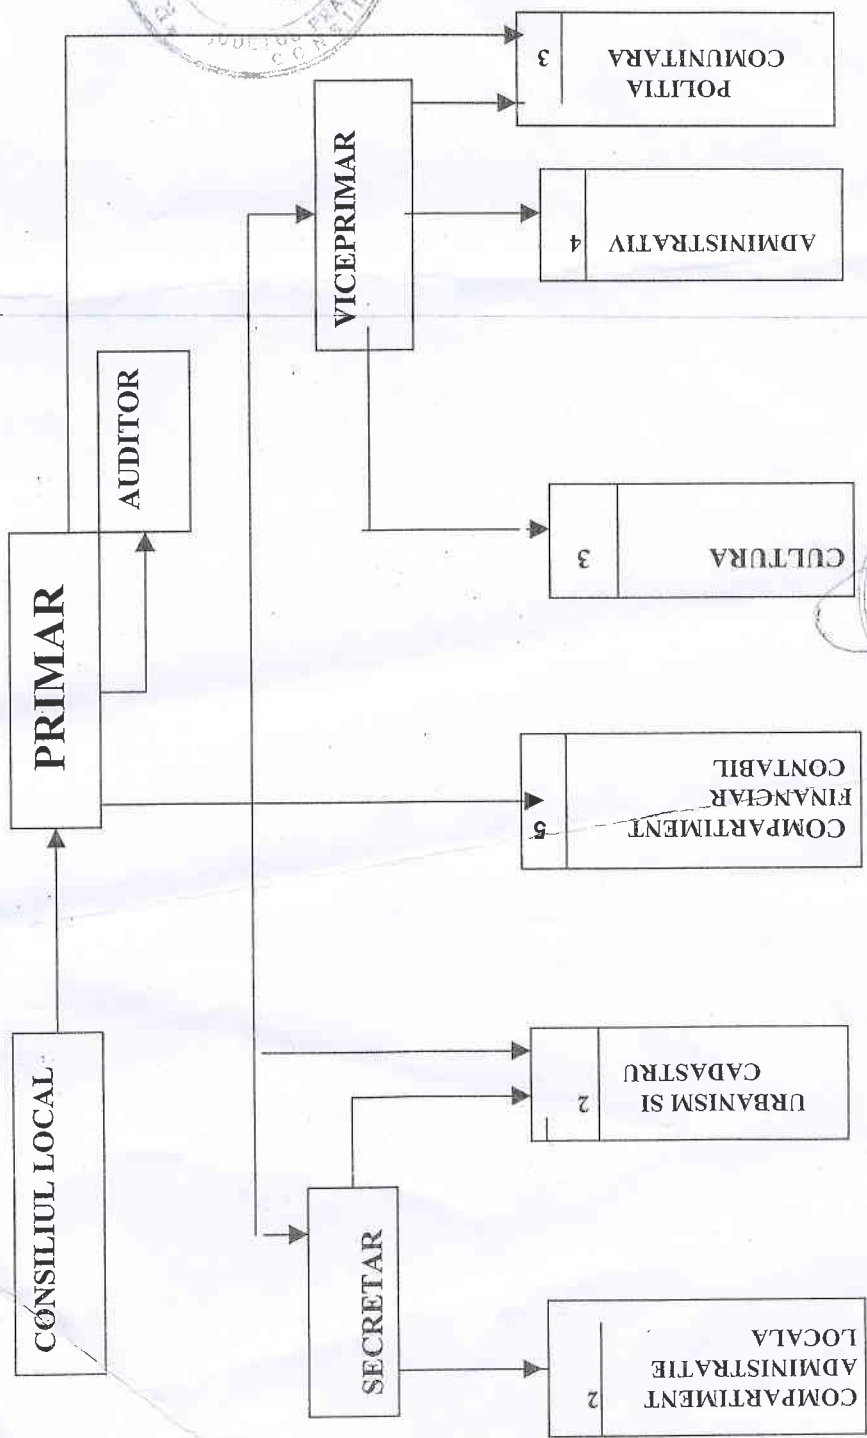 CONSILIUL LOCAL
PRIMAR
AUDITOR
SECRETAR
VICEPRIMAR
2
COMPARTIMENT
ADMINISTRATIE
LOCALA
2
URBANISM SI
CADASTRU
5
COMPARTIMENT
FINANCIAR
CONTABIL
3
CULTURA
4
ADMINISTRATIV
3
POLITIA
COMUNITARA
JUDETUL